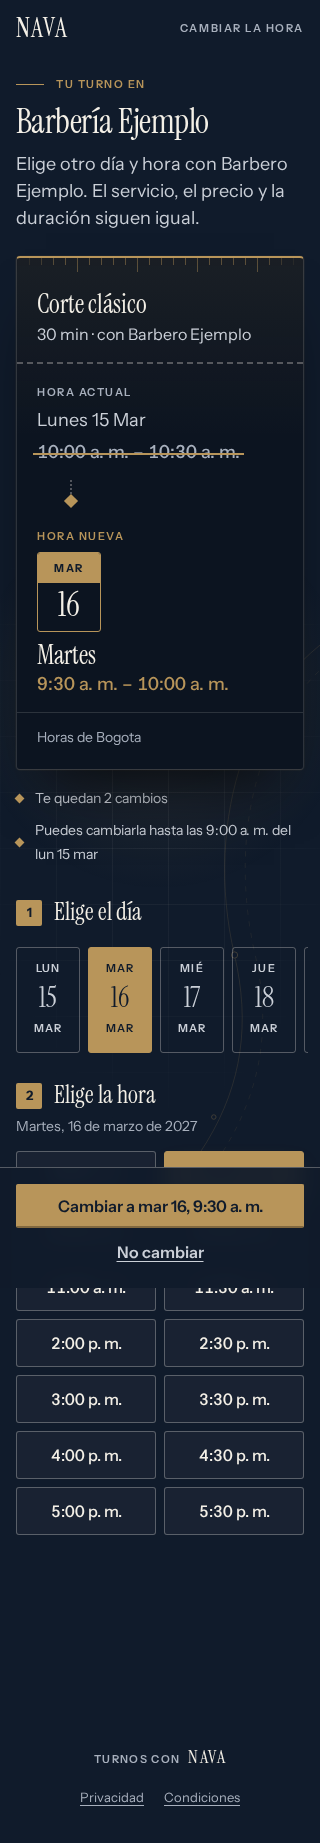 NAVA
CAMBIAR LA HORA
TU TURNO EN
Barbería Ejemplo
Elige otro día y hora con Barbero
Ejemplo. El servicio, el precio y la
duración siguen igual.
Corte clásico
30 min · con Barbero Ejemplo
HORA ACTUAL
Lunes 15 Mar
10:00 a. m. – 10:30 a. m.
HORA NUEVA
MAR
16
Martes
9:30 a. m. – 10:00 a. m.
Horas de Bogota
Te quedan 2 cambios
Puedes cambiarla hasta las 9:00 a. m. del
lun 15 mar
1 Elige el día
LUN MAR MIÉ JUE
15 16 17 18
MAR MAR MAR MAR
2 Elige la hora
Martes, 16 de marzo de 2027
Cambiar a mar 16, 9:30 a. m.
No cambiar
11:00 a. m. 11:30 a. m.
2:00 p. m. 2:30 p. m.
3:00 p. m. 3:30 p. m.
4:00 p. m. 4:30 p. m.
5:00 p. m. 5:30 p. m.
TURNOS CON NAVA
Privacidad Condiciones